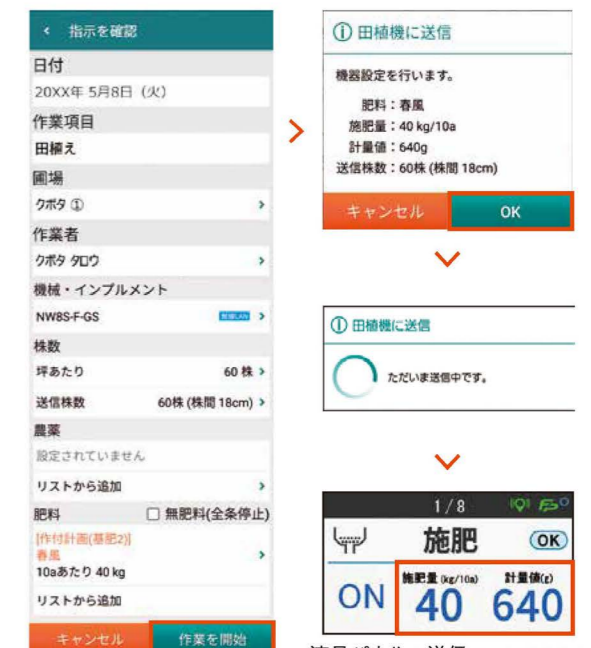 指示を確認
日付
20XX年 5月8日（火）
作業項目
田植え
圃場
クボタ ①
作業者
クボタ タロウ
機械・インプルメント
NW8S-F-GS
無線LAN
株数
坪あたり 60 株
送信株数 60株 (株間 18cm)
農薬
設定されていません
リストから追加
肥料 無肥料(全条停止)
[作付計画(基肥2)]
春風
10aあたり 40 kg
リストから追加
キャンセル 作業を開始
田植機に送信
機器設定を行います。
肥料：春風
施肥量：40 kg/10a
計量値：640g
送信株数：60株 (株間 18cm)
キャンセル OK
田植機に送信
ただいま送信中です。
1/8
施肥 OK
ON
施肥量 (kg/10a) 計量値(g)
40 640